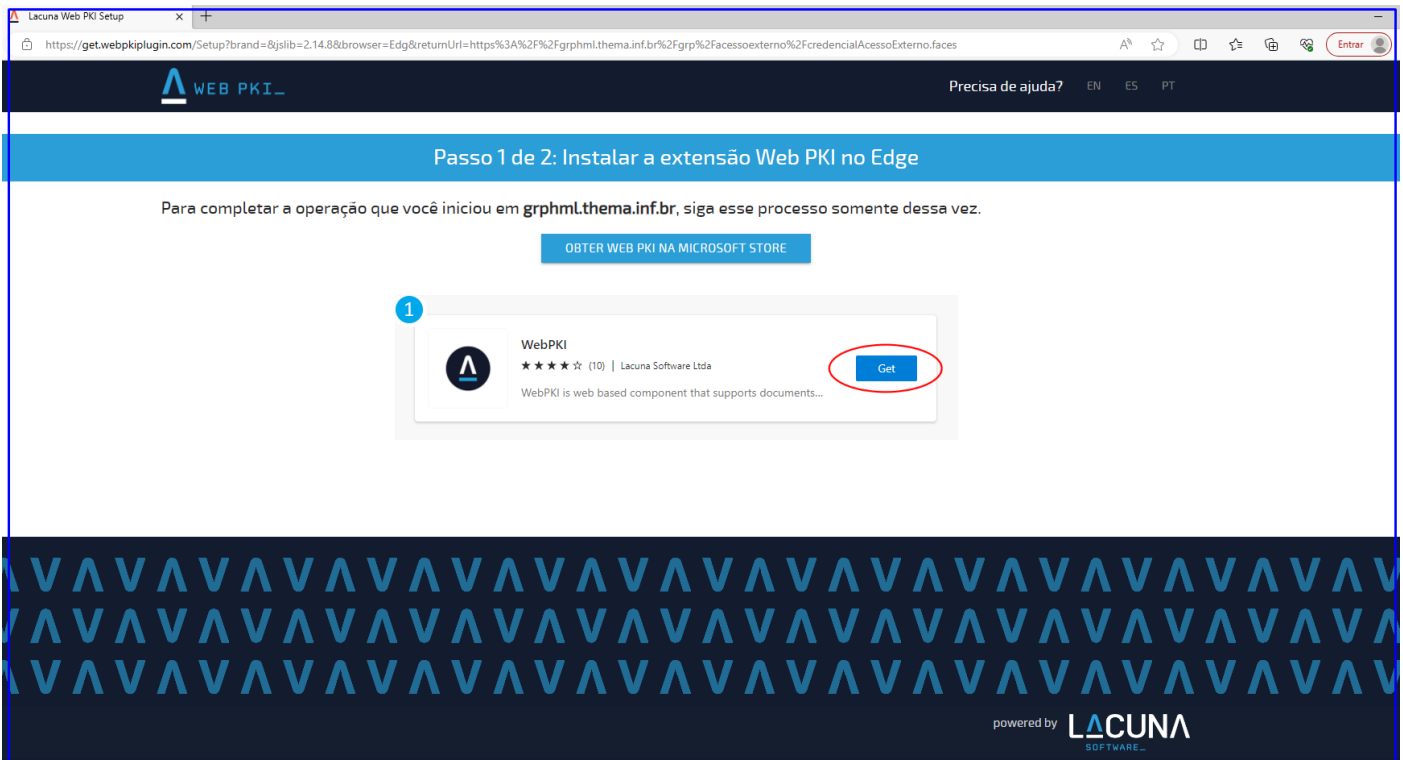 Lacuna Web PKI Setup
https://get.webpkiplugin.com/Setup?brand=&jslib=2.14.8&browser=Edg&returnUrl=https%3A%2F%2Fgrphml.thema.inf.br%2Fgrp%2Facessoexterno%2FcredencialAcessoExterno.faces
Entrar
WEB PKI_
Precisa de ajuda? EN ES PT
Passo 1 de 2: Instalar a extensão Web PKI no Edge
Para completar a operação que você iniciou em grphml.thema.inf.br, siga esse processo somente dessa vez.
OBTER WEB PKI NA MICROSOFT STORE
1
WebPKI
(10) | Lacuna Software Ltda
Get
WebPKI is web based component that supports documents...
powered by LACUNA
SOFTWARE_